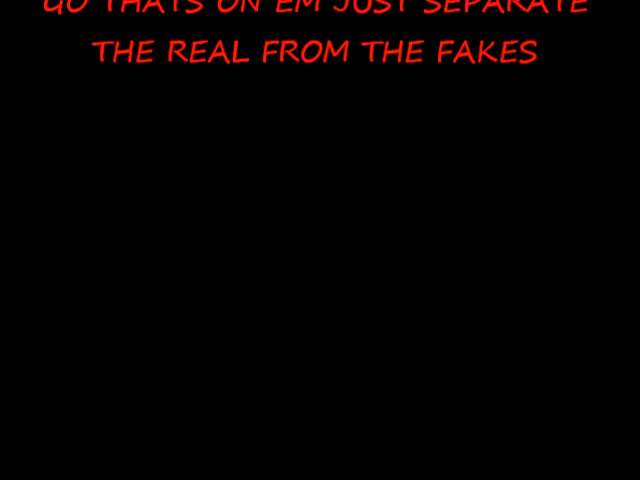 GO THATS ON EM JUST SEPARATE
THE REAL FROM THE FAKES